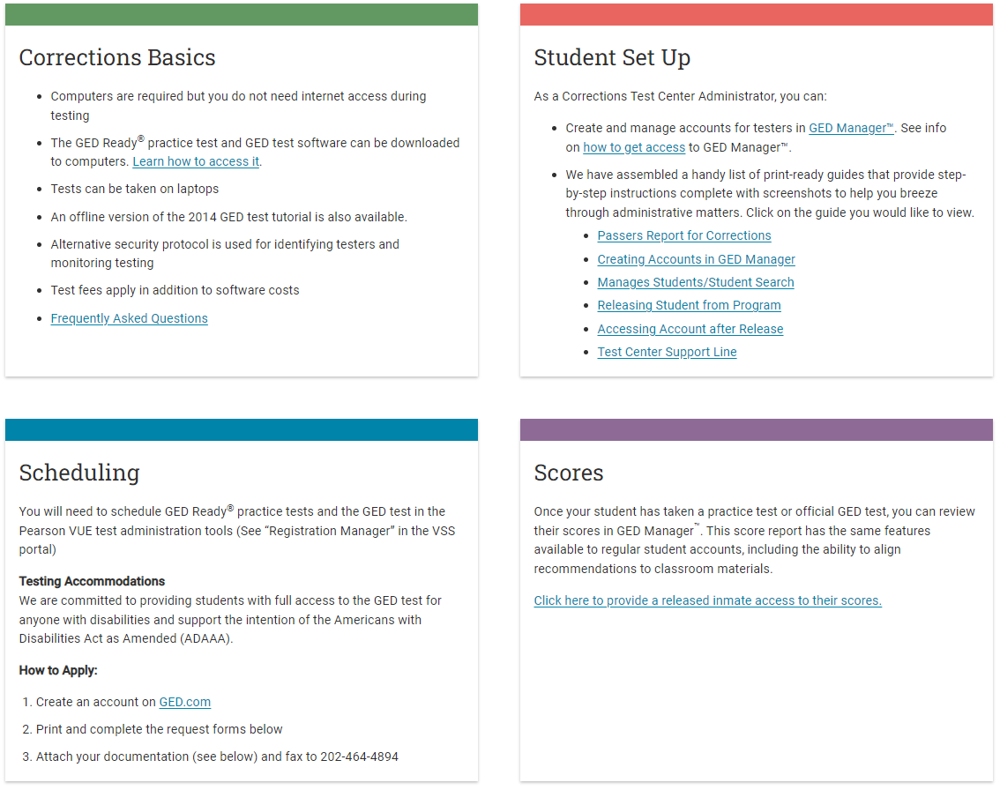 Corrections Basics
• Computers are required but you do not need internet access during
testing
• The GED Ready® practice test and GED test software can be downloaded
to computers. Learn how to access it.
• Tests can be taken on laptops
• An offline version of the 2014 GED test tutorial is also available.
• Alternative security protocol is used for identifying testers and
monitoring testing
• Test fees apply in addition to software costs
• Frequently Asked Questions
Student Set Up
As a Corrections Test Center Administrator, you can:
• Create and manage accounts for testers in GED Manager™. See info
on how to get access to GED Manager™.
• We have assembled a handy list of print-ready guides that provide step-
by-step instructions complete with screenshots to help you breeze
through administrative matters. Click on the guide you would like to view.
• Passers Report for Corrections
• Creating Accounts in GED Manager
• Manages Students/Student Search
• Releasing Student from Program
• Accessing Account after Release
• Test Center Support Line
Scheduling
You will need to schedule GED Ready® practice tests and the GED test in the
Pearson VUE test administration tools (See “Registration Manager” in the VSS
portal)
Testing Accommodations
We are committed to providing students with full access to the GED test for
anyone with disabilities and support the intention of the Americans with
Disabilities Act as Amended (ADAAA).
How to Apply:
1. Create an account on GED.com
2. Print and complete the request forms below
3. Attach your documentation (see below) and fax to 202-464-4894
Scores
Once your student has taken a practice test or official GED test, you can review
their scores in GED Manager™. This score report has the same features
available to regular student accounts, including the ability to align
recommendations to classroom materials.
Click here to provide a released inmate access to their scores.